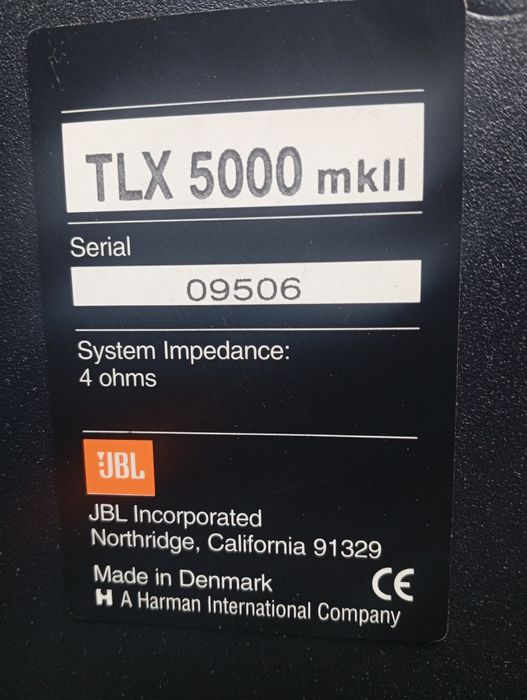 TLX 5000 mkII
Serial
09506
System Impedance:
4 ohms
JBL
JBL Incorporated
Northridge, California 91329
Made in Denmark
CE
H A Harman International Company